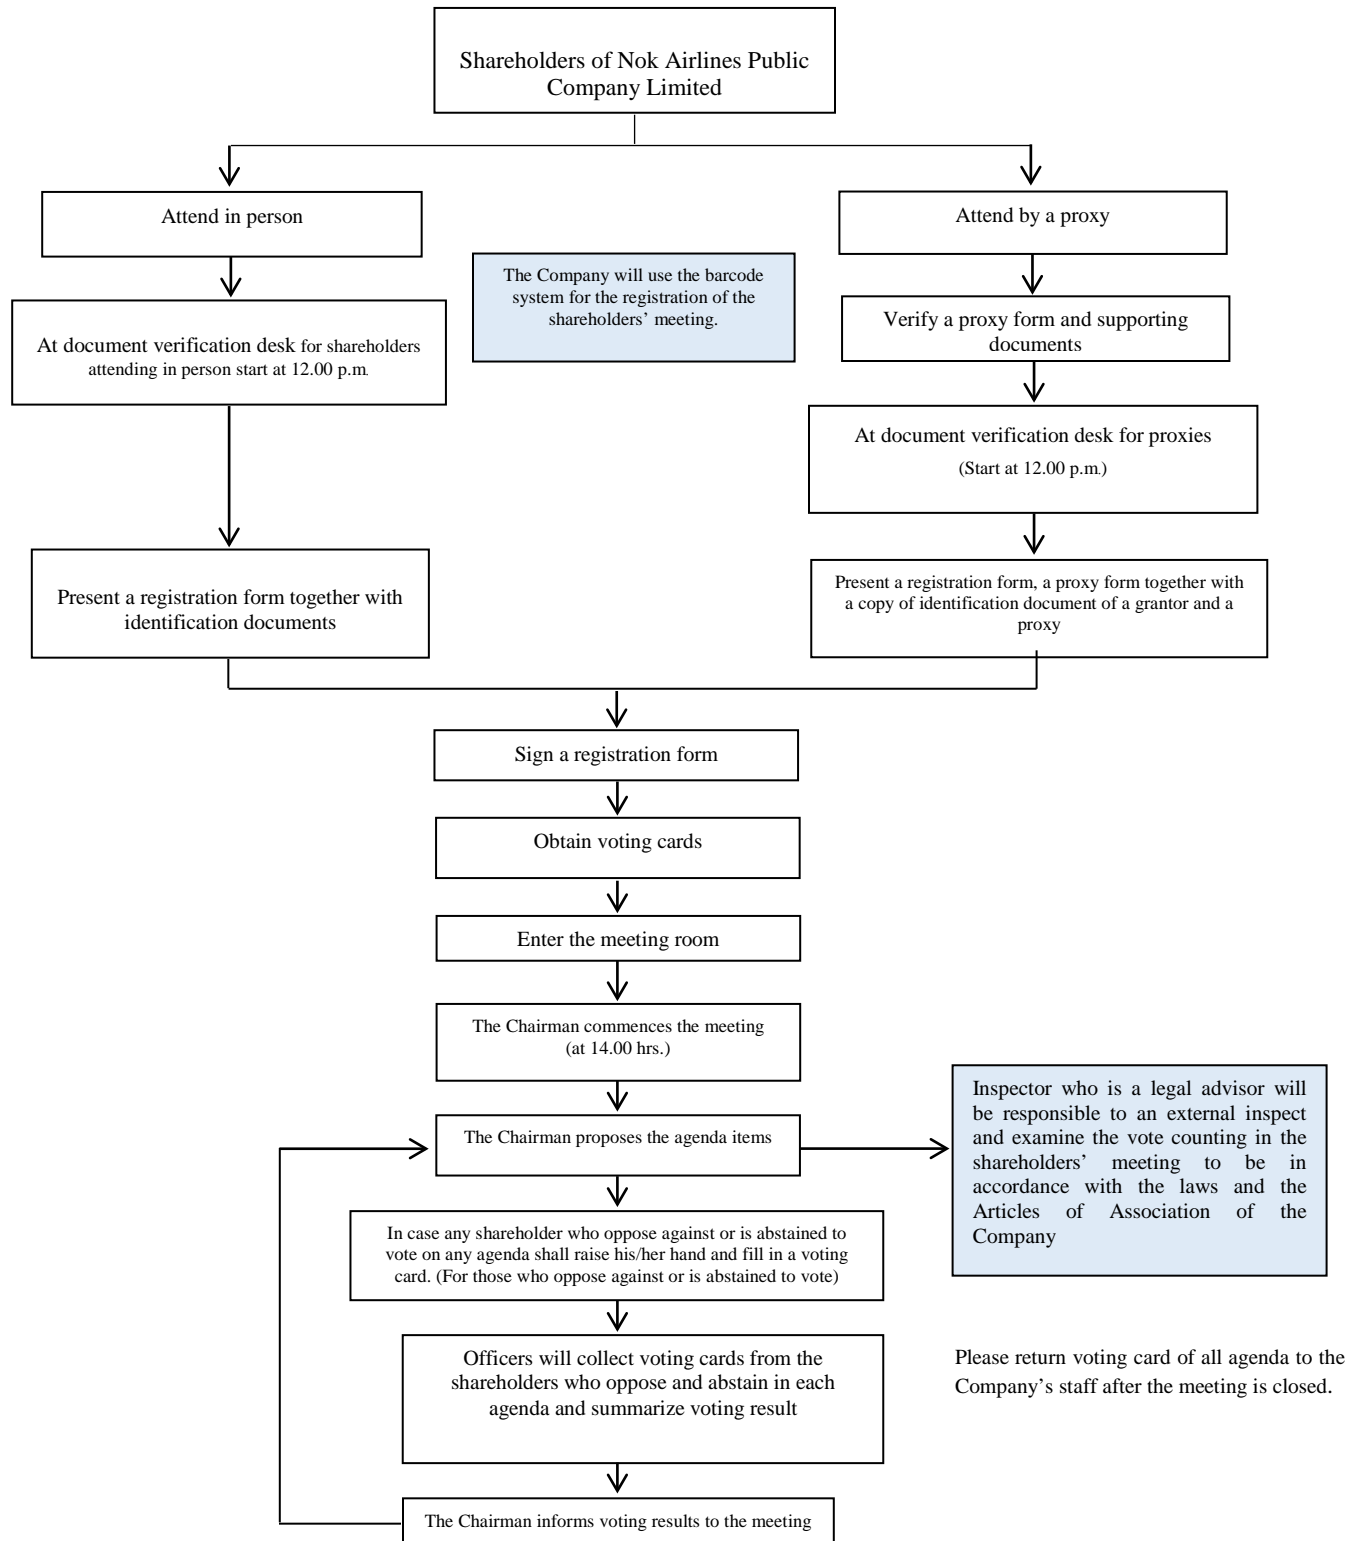 Shareholders of Nok Airlines Public
Company Limited
Attend in person
Attend by a proxy
The Company will use the barcode
system for the registration of the
shareholders’ meeting.
At document verification desk for shareholders
attending in person start at 12.00 p.m.
Verify a proxy form and supporting
documents
At document verification desk for proxies
(Start at 12.00 p.m.)
Present a registration form together with
identification documents
Present a registration form, a proxy form together with
a copy of identification document of a grantor and a
proxy
Sign a registration form
Obtain voting cards
Enter the meeting room
The Chairman commences the meeting
(at 14.00 hrs.)
The Chairman proposes the agenda items
Inspector who is a legal advisor will
be responsible to an external inspect
and examine the vote counting in the
shareholders’ meeting to be in
accordance with the laws and the
Articles of Association of the
Company
In case any shareholder who oppose against or is abstained to
vote on any agenda shall raise his/her hand and fill in a voting
card. (For those who oppose against or is abstained to vote)
Officers will collect voting cards from the
shareholders who oppose and abstain in each
agenda and summarize voting result
Please return voting card of all agenda to the
Company’s staff after the meeting is closed.
The Chairman informs voting results to the meeting